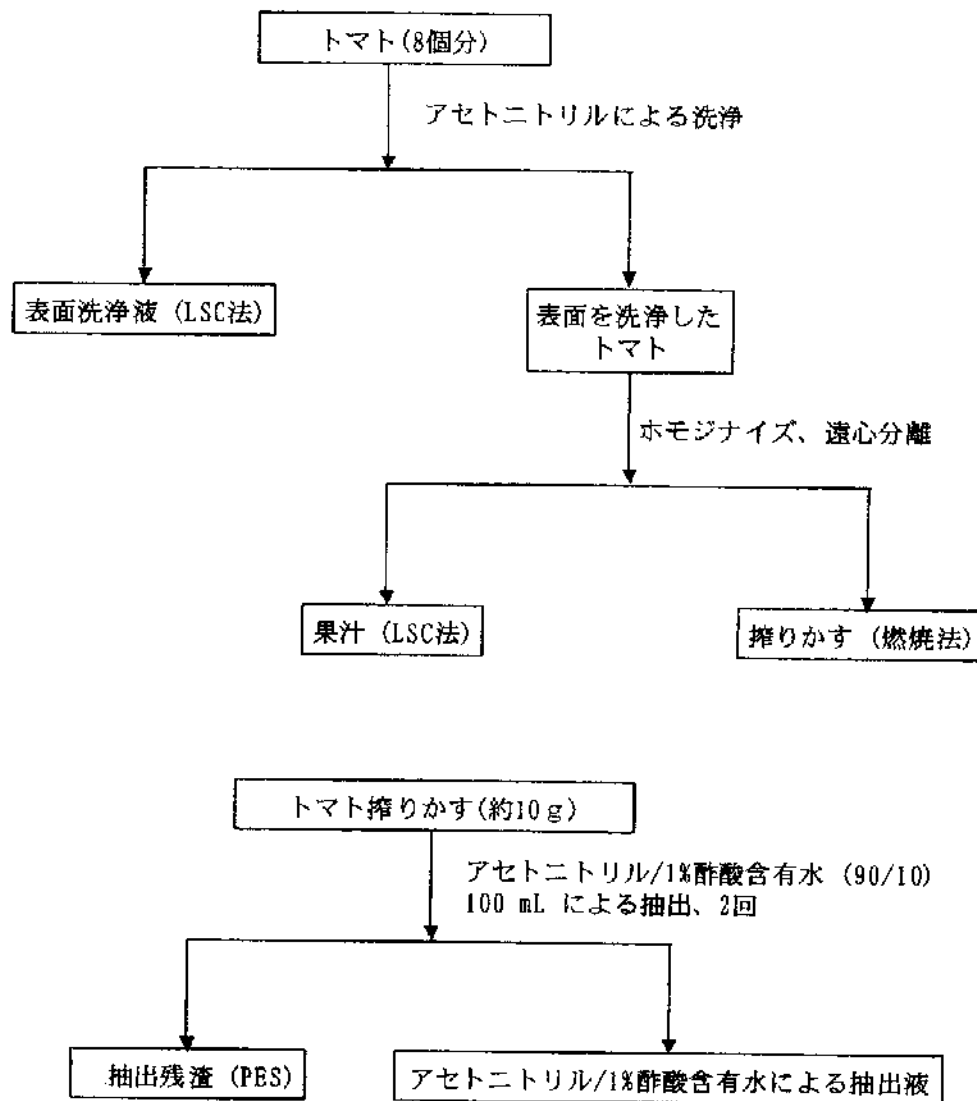 トマト(8個分)
アセトニトリルによる洗浄
表面洗浄液 (LSC法)
表面を洗浄した
トマト
ホモジナイズ、遠心分離
果汁 (LSC法)
搾りかす (燃焼法)
トマト搾りかす(約10g)
アセトニトリル/1%酢酸含有水 (90/10)
100 mL による抽出、2回
抽出残渣 (PES)
アセトニトリル/1%酢酸含有水による抽出液